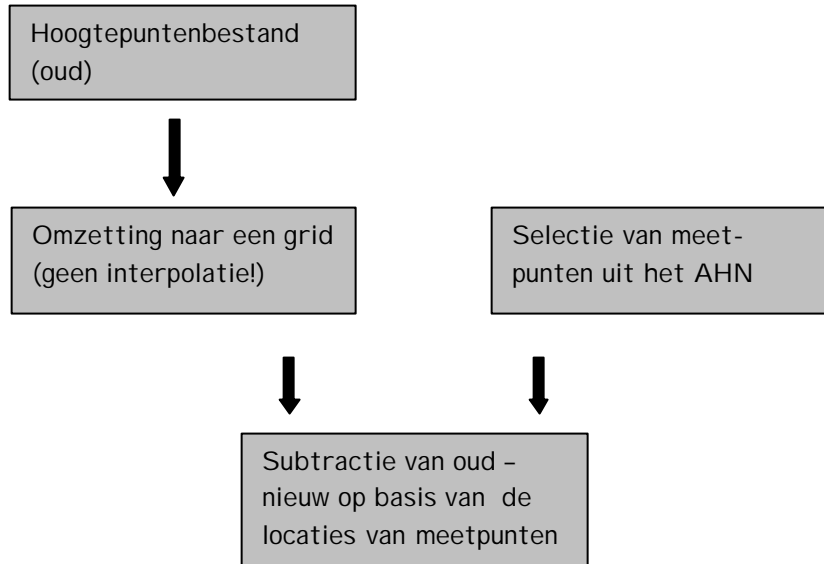 Hoogtepuntenbestand
(oud)
Omzetting naar een grid
(geen interpolatie!)
Selectie van meet-
punten uit het AHN
Subtractie van oud –
nieuw op basis van de
locaties van meetpunten